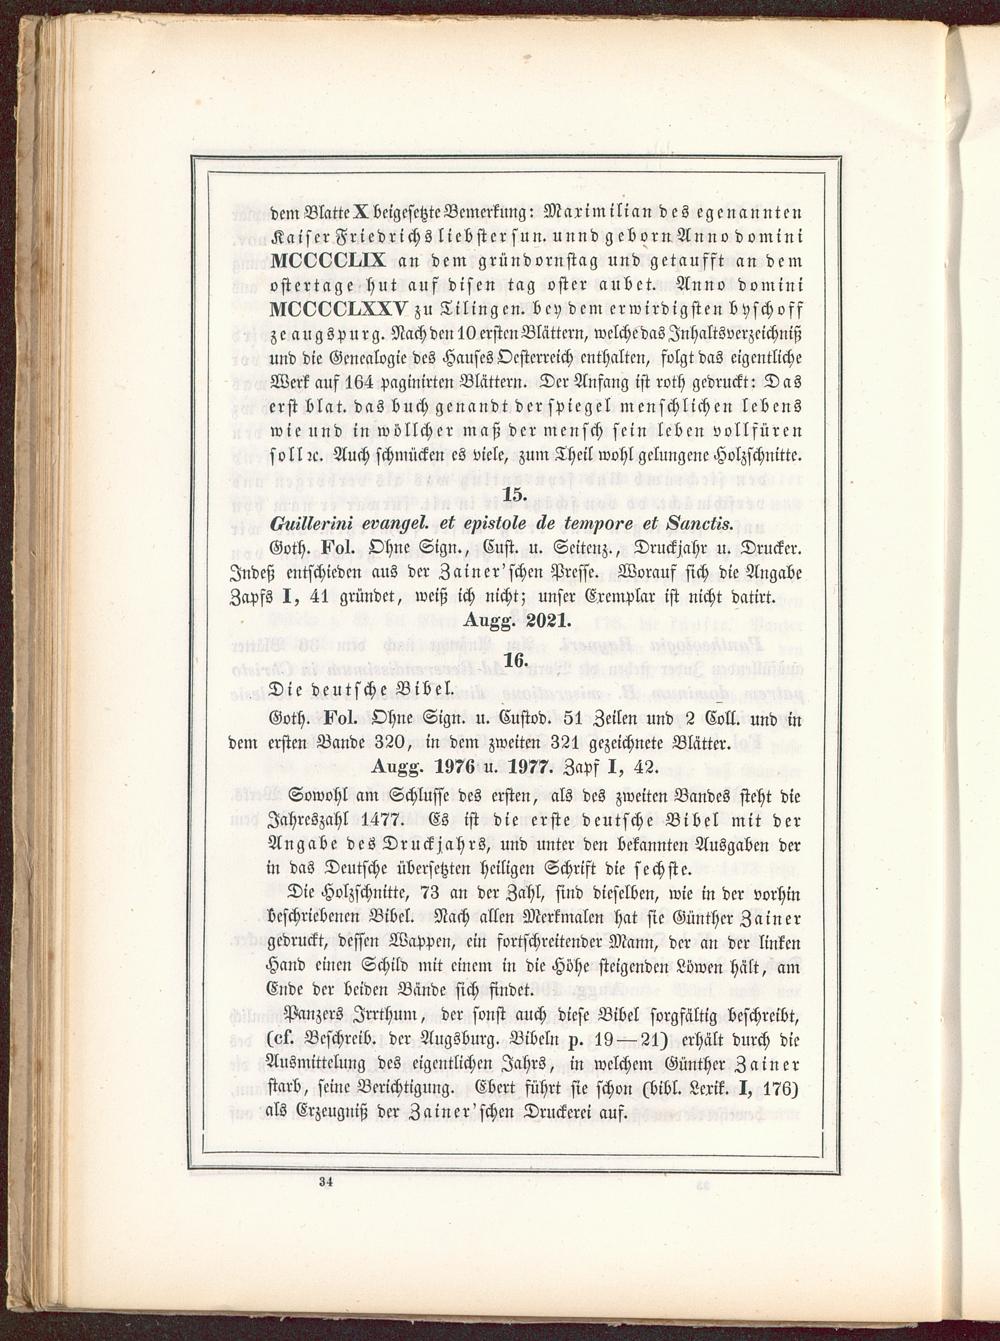 dem Blatte X beigesetzte Bemerkung: Maximilian des egenannten
Kaiser Friedrichs liebster sun. unnd geborn Anno domini
MCCCCLIX an dem gründornstag und getaufft an dem
ostertage hut auf disen tag oster aubet. Anno domini
MCCCCLXXV zu Tilingen. bey dem erwirdigsten byschoff
ze augspurg. Nach den 10 ersten Blättern, welche das Inhaltsverzeichniß
und die Genealogie des Hauses Oesterreich enthalten, folgt das eigentliche
Werk auf 164 paginirten Blättern. Der Anfang ist roth gedruckt: Das
erst blat. das buch genandt der spiegel menschlichen lebens
wie und in wöllcher maß der mensch sein leben vollfüren
soll ꝛc. Auch schmücken es viele, zum Theil wohl gelungene Holzschnitte.
15.
Guillerini evangel. et epistole de tempore et Sanctis.
Goth. Fol. Ohne Sign., Cust. u. Seitenz., Druckjahr u. Drucker.
Indeß entschieden aus der Zainer'schen Presse. Worauf sich die Angabe
Zapfs I, 41 gründet, weiß ich nicht; unser Exemplar ist nicht datirt.
Augg. 2021.
16.
Die deutsche Bibel.
Goth. Fol. Ohne Sign. u. Custod. 51 Zeilen und 2 Coll. und in
dem ersten Bande 320, in dem zweiten 321 gezeichnete Blätter.
Augg. 1976 u. 1977. Zapf I, 42.
Sowohl am Schlusse des ersten, als des zweiten Bandes steht die
Jahreszahl 1477. Es ist die erste deutsche Bibel mit der
Angabe des Druckjahrs, und unter den bekannten Ausgaben der
in das Deutsche übersetzten heiligen Schrift die sechste.
Die Holzschnitte, 73 an der Zahl, sind dieselben, wie in der vorhin
beschriebenen Bibel. Nach allen Merkmalen hat sie Günther Zainer
gedruckt, dessen Wappen, ein fortschreitender Mann, der an der linken
Hand einen Schild mit einem in die Höhe steigenden Löwen hält, am
Ende der beiden Bände sich findet.
Panzers Irrthum, der sonst auch diese Bibel sorgfältig beschreibt,
(cf. Beschreib. der Augsburg. Bibeln p. 19—21) erhält durch die
Ausmittelung des eigentlichen Jahrs, in welchem Günther Zainer
starb, seine Berichtigung. Ebert führt sie schon (bibl. Lexik. I, 176)
als Erzeugniß der Zainer'schen Druckerei auf.
34